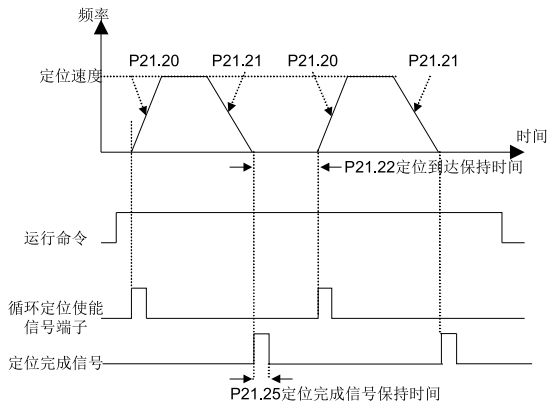 频率
P21.20
P21.21
P21.20
P21.21
定位速度
时间
P21.22定位到达保持时间
运行命令
循环定位使能
信号端子
定位完成信号
P21.25定位完成信号保持时间